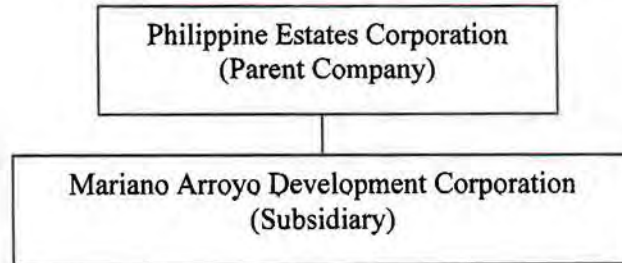 Philippine Estates Corporation
(Parent Company)
Mariano Arroyo Development Corporation
(Subsidiary)